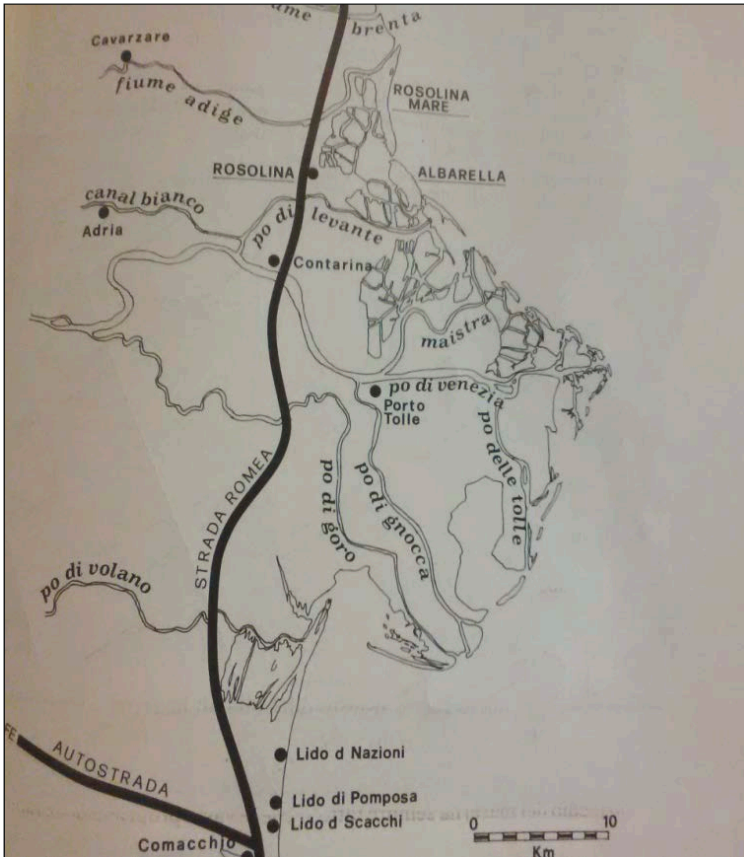 brenta
Cavarzare
fiume adige
ROSOLINA
MARE
ROSOLINA
ALBARELLA
canal bianco
Adria
po di levante
Contarina
maistra
po di venezia
Porto
Tolle
po delle tolle
po di gnocca
po di goro
STRADA ROMEA
po di volano
FE
AUTOSTRADA
Lido d Nazioni
Lido di Pomposa
Lido d Scacchi
Comacchio
0 10
Km